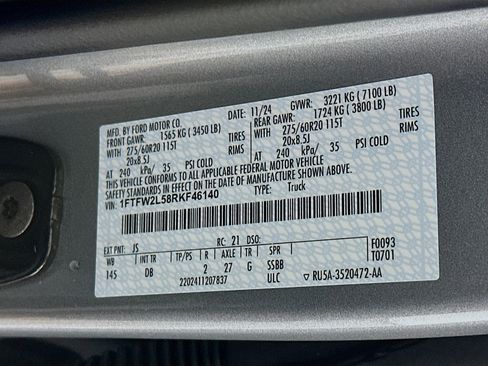 MFD. BY FORD MOTOR CO. 11/24 GVWR: 3221 KG ( 7100 LB)
FRONT GAWR: 1565 KG ( 3450 LB) REAR GAWR: 1724 KG ( 3800 LB)
WITH 275/60R20 115T TIRES WITH 275/60R20 115T TIRES
20x8.5J 20x8.5J
AT 240 kPa/ 35 PSI COLD AT 240 kPa/ 35 PSI COLD
THIS VEHICLE CONFORMS TO ALL APPLICABLE FEDERAL MOTOR VEHICLE
SAFETY AND THEFT PREVENTION STANDARDS IN EFFECT ON THE DATE OF MANUFACTURE SHOWN ABOVE.
VIN: 1FTFW2L58RKF46140 TYPE: Truck
EXT PNT: JS RC: 21 F0093
WB INT TR TP/PS R AXLE TR SPR T0701
145 DB 2 27 G SSBB
2202411207837 ULC ▽ RU5A-3520472-AA